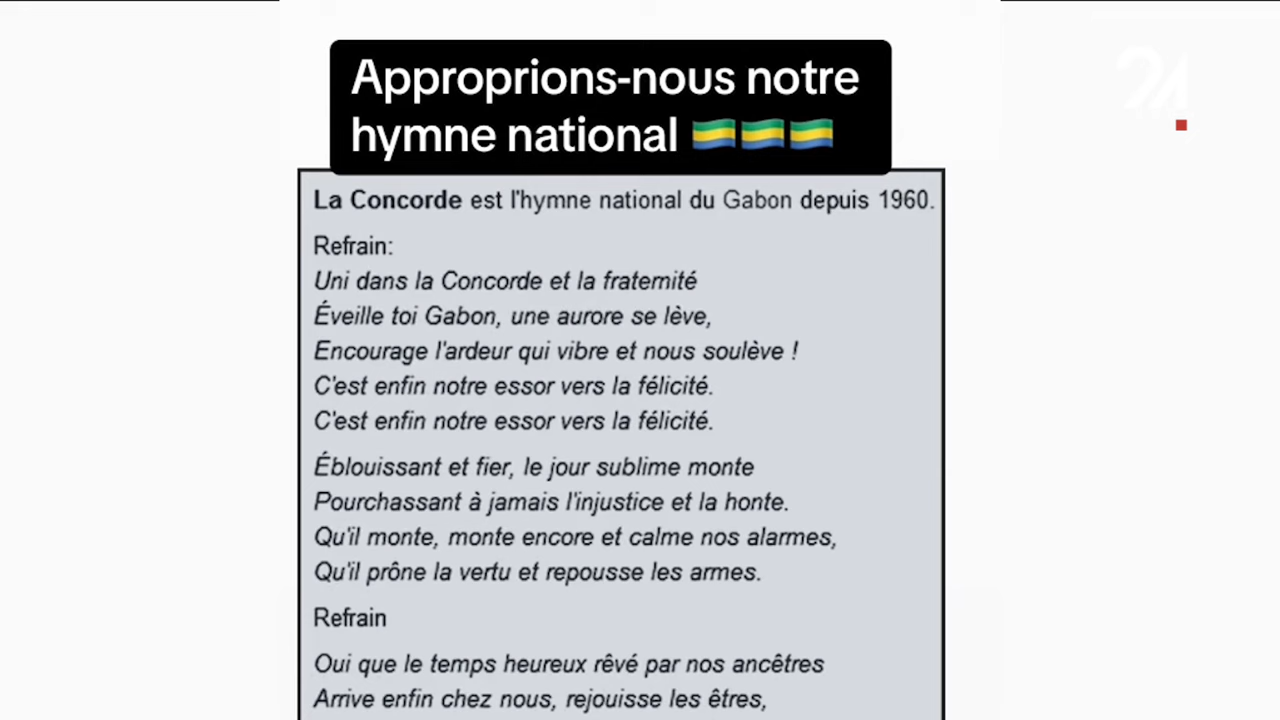 Approprions-nous notre
hymne national 🇬🇦🇬🇦🇬🇦
24
La Concorde est l'hymne national du Gabon depuis 1960.
Refrain:
Uni dans la Concorde et la fraternité
Éveille toi Gabon, une aurore se lève,
Encourage l'ardeur qui vibre et nous soulève !
C'est enfin notre essor vers la félicité.
C'est enfin notre essor vers la félicité.
Éblouissant et fier, le jour sublime monte
Pourchassant à jamais l'injustice et la honte.
Qu'il monte, monte encore et calme nos alarmes,
Qu'il prône la vertu et repousse les armes.
Refrain
Oui que le temps heureux rêvé par nos ancêtres
Arrive enfin chez nous, rejouisse les êtres,